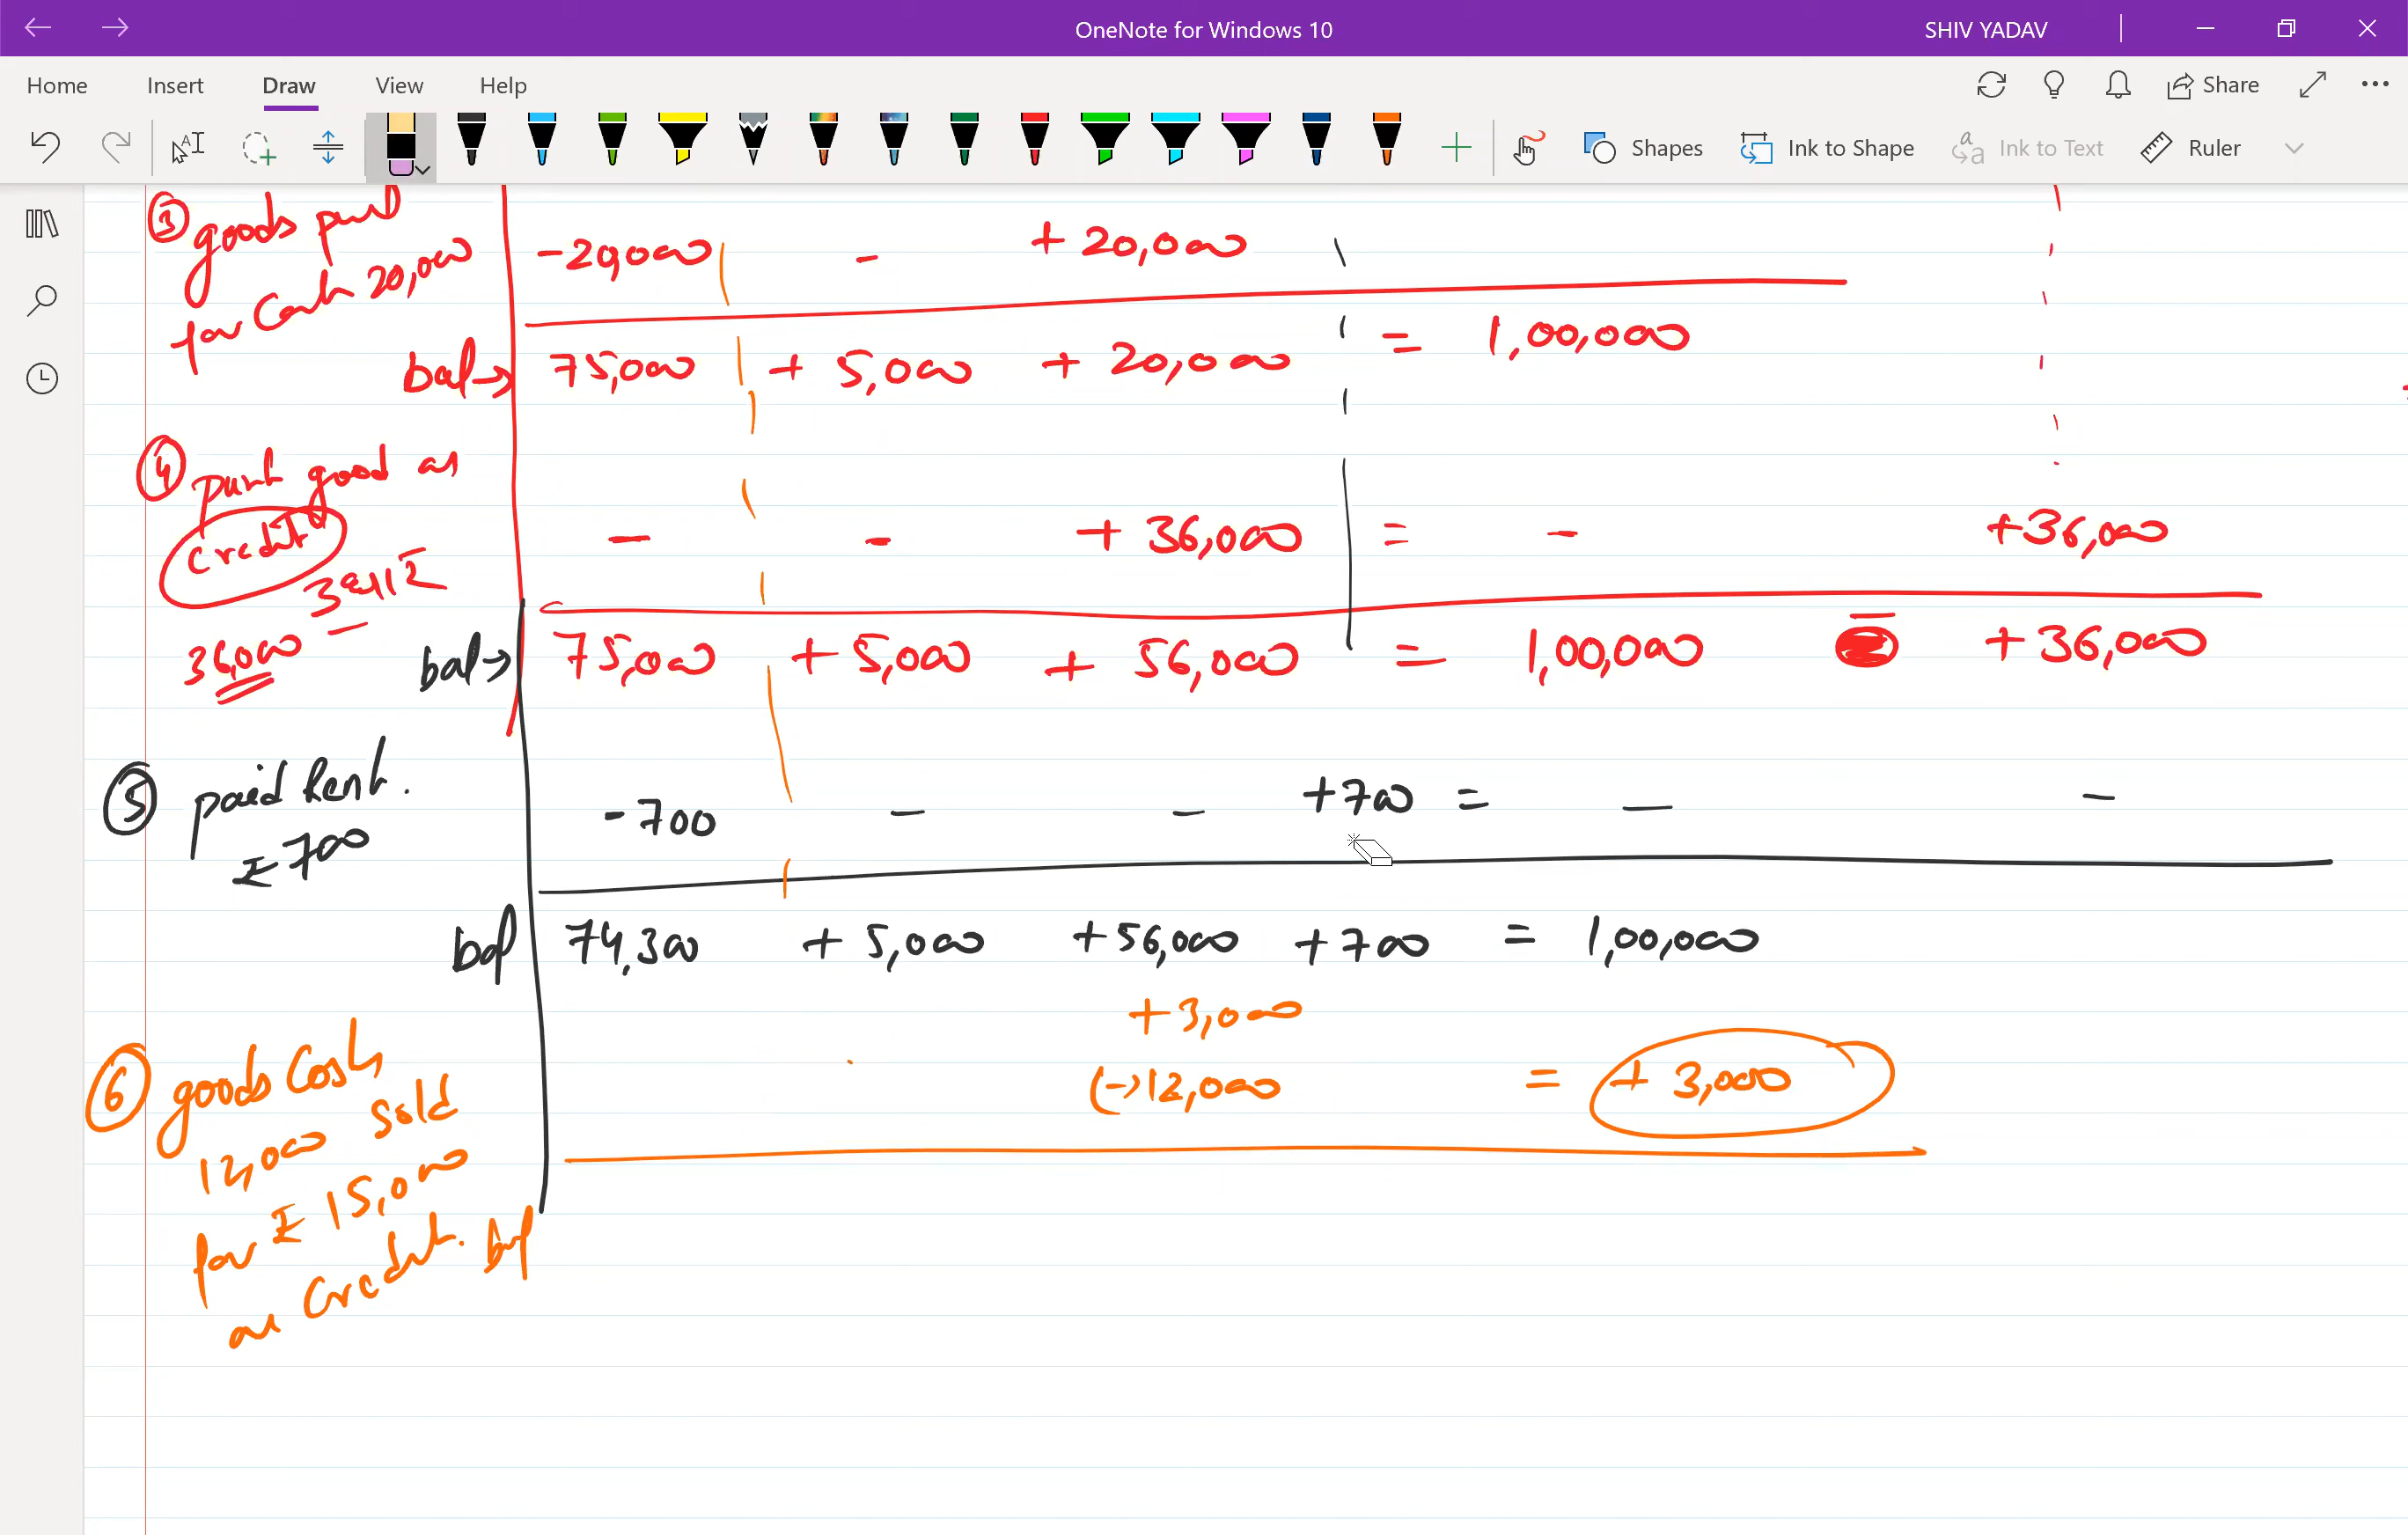 OneNote for Windows 10 SHIV YADAV
Home Insert Draw View Help Share
Shapes Ink to Shape Ink to Text Ruler
③ goods
for Cash 20,000
-20,000 - + 20,000
bal→ 75,000 + 5,000 + 20,000 = 1,00,000
④ good as
Credit
36,000
- - + 36,000 = - +36,000
bal→ 75,000 + 5,000 + 56,000 = 1,00,000 + 36,000
⑤ paid Rent.
₹700
-700 - - +700 = - -
bal 74,300 + 5,000 +56,000 +700 = 1,00,000
+3,000
⑥ goods Cost
12,000 sold
for ₹ 15,000
on Credit. bal
(-)12,000 = + 3,000